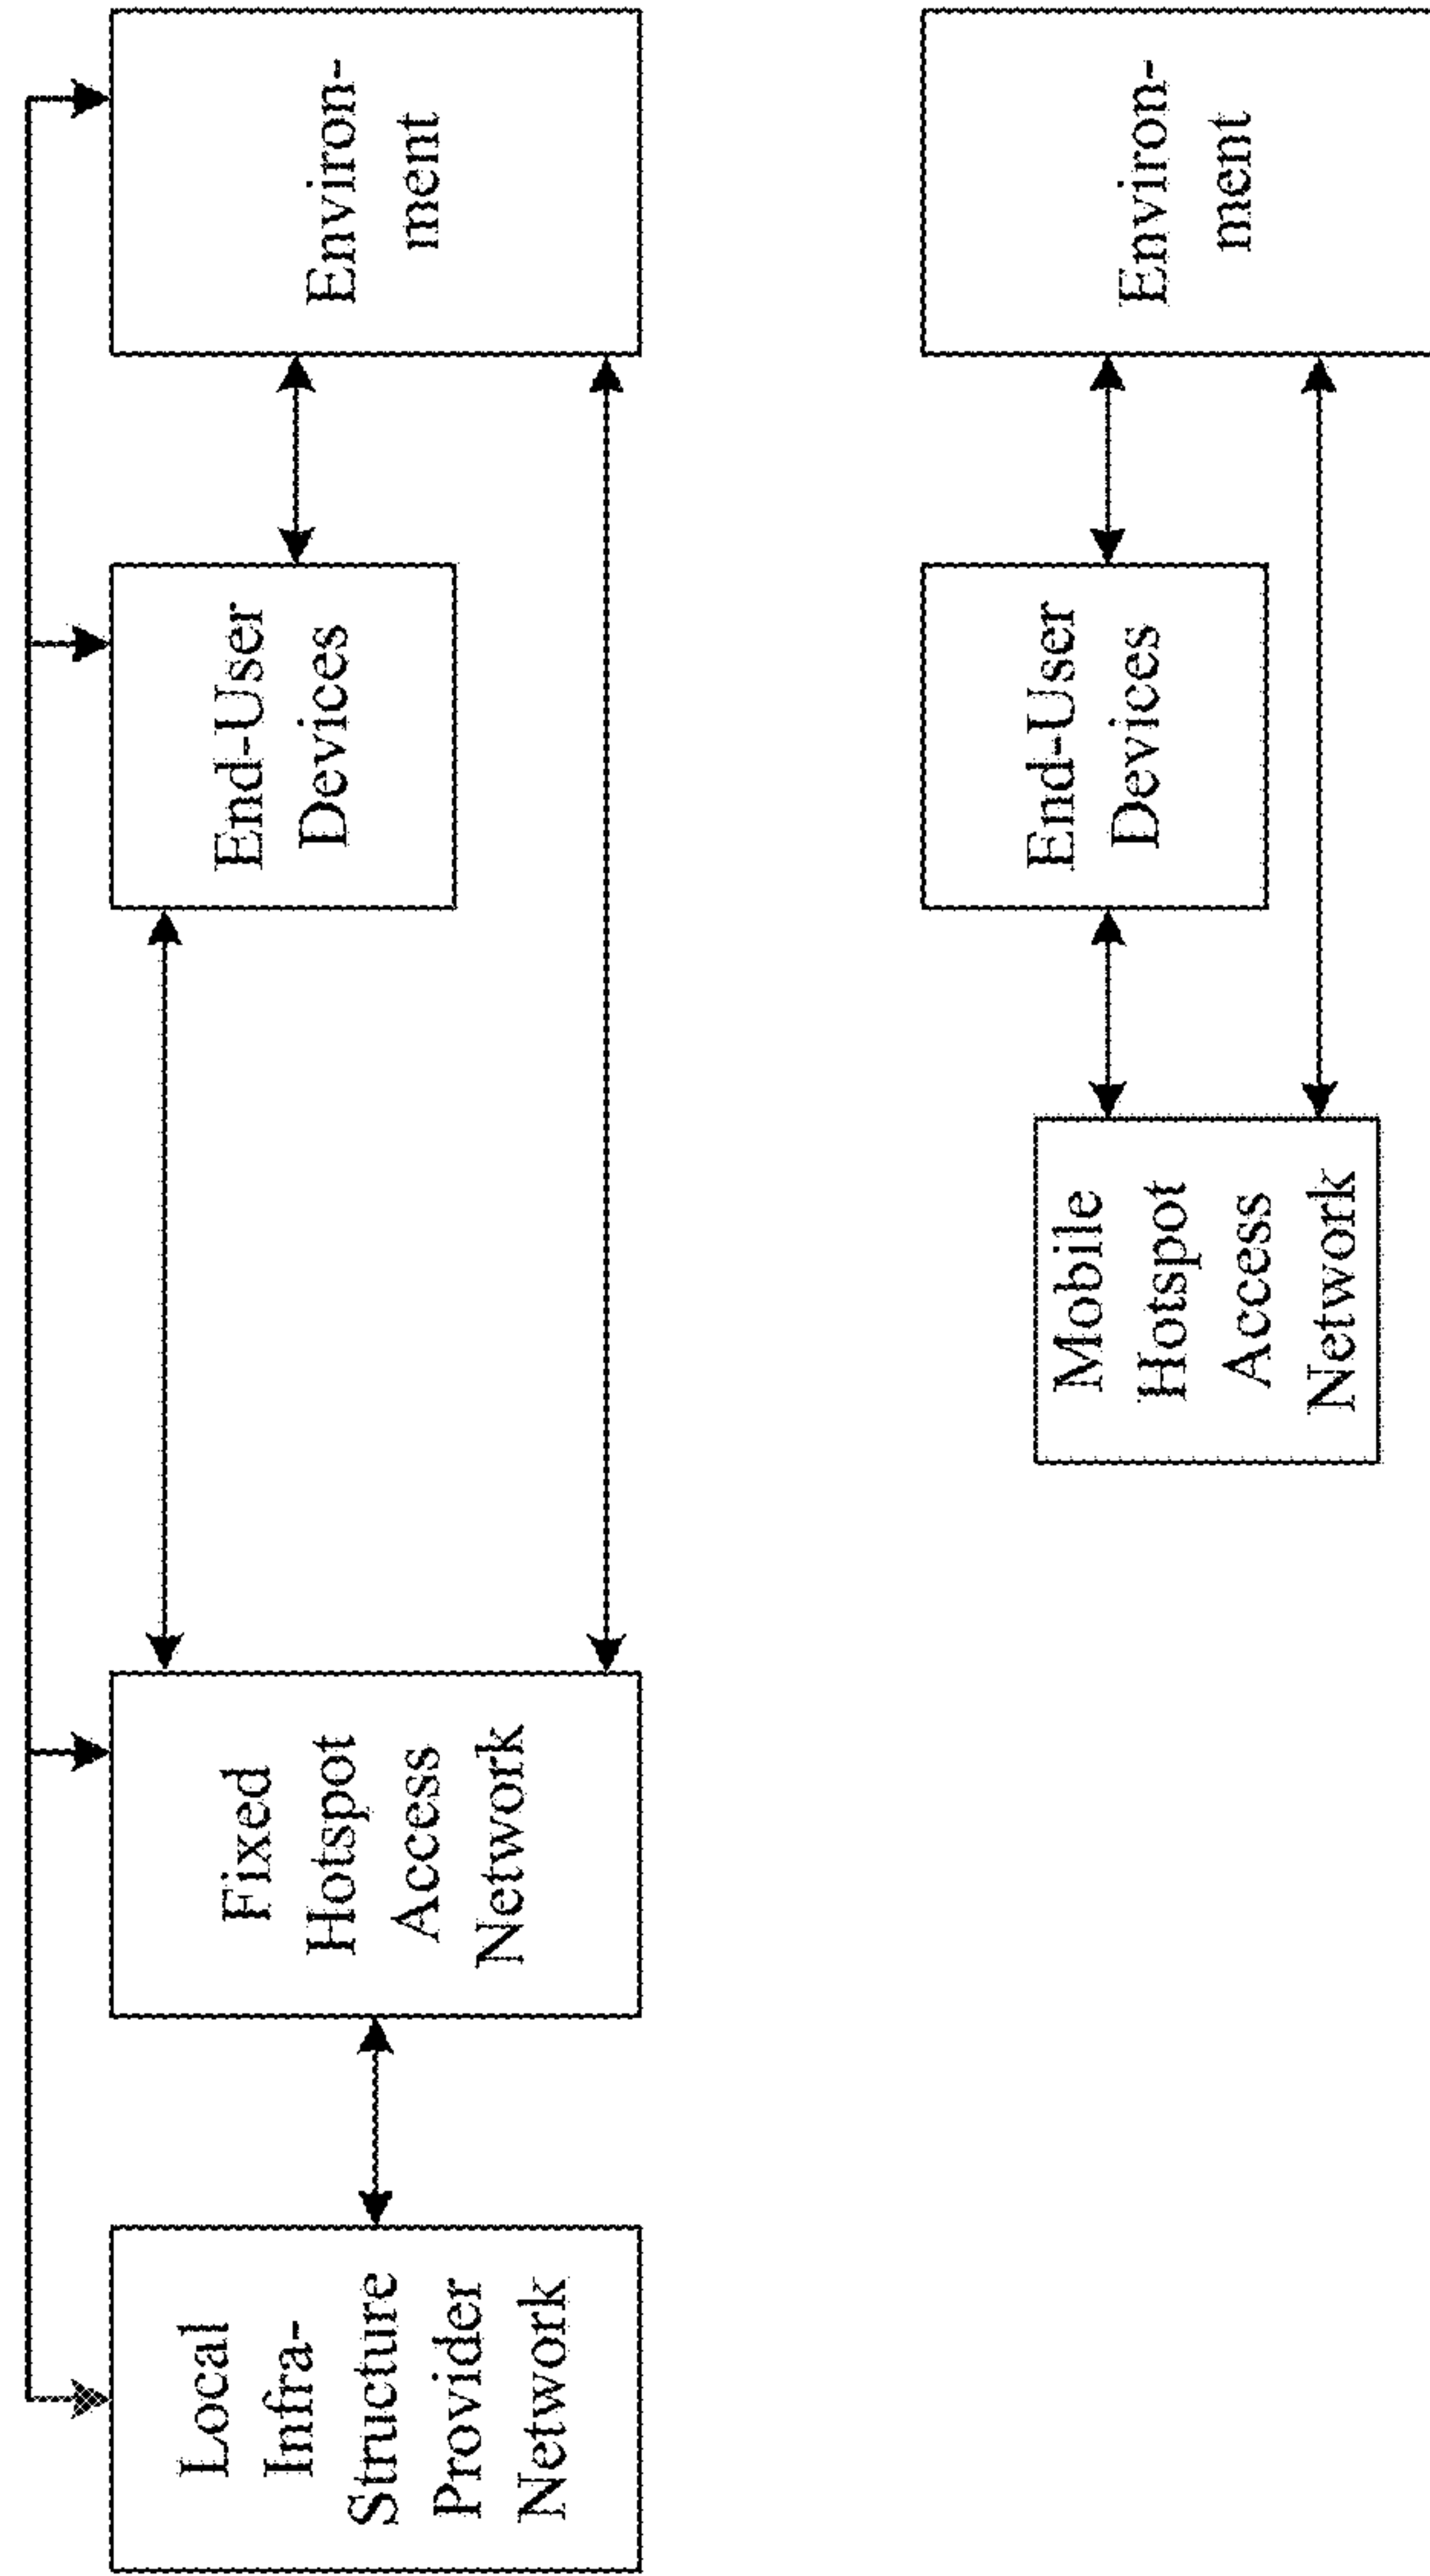 Local
Infra-
Structure
Provider
Network
Fixed
Hotspot
Access
Network
End-User
Devices
Environ-
ment
Mobile
Hotspot
Access
Network
End-User
Devices
Environ-
ment